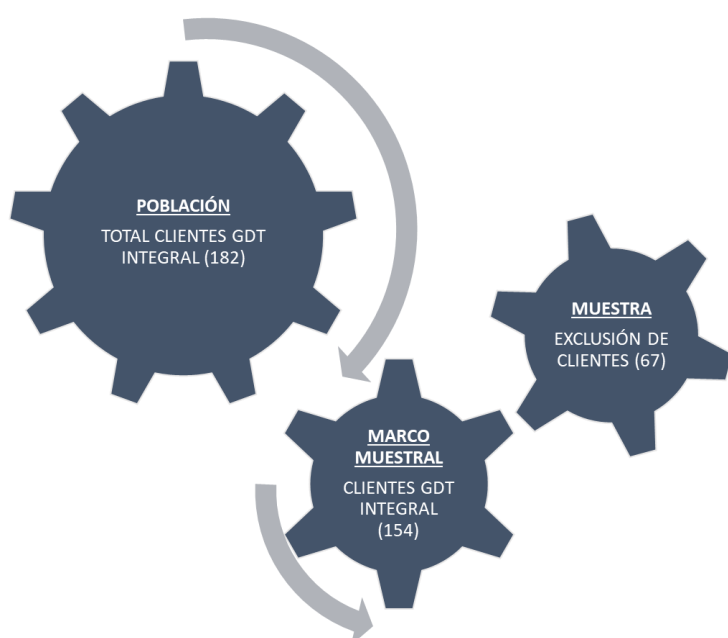 POBLACIÓN
TOTAL CLIENTES GDT
INTEGRAL (182)
MUESTRA
EXCLUSIÓN DE
CLIENTES (67)
MARCO
MUESTRAL
CLIENTES GDT
INTEGRAL
(154)